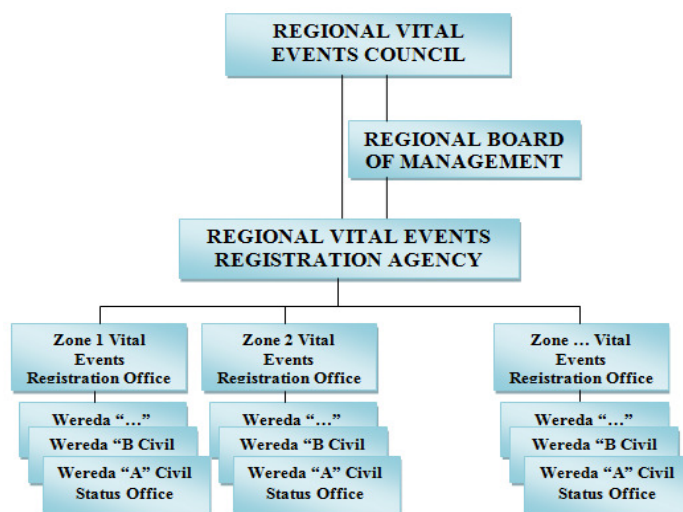 REGIONAL VITAL
EVENTS COUNCIL
REGIONAL BOARD
OF MANAGEMENT
REGIONAL VITAL EVENTS
REGISTRATION AGENCY
Zone 1 Vital
Events
Registration Office
Zone 2 Vital
Events
Registration Office
Zone … Vital
Events
Registration Office
Wereda “…”
Wereda “B Civil
Wereda “A” Civil
Status Office
Wereda “…”
Wereda “B Civil
Wereda “A” Civil
Status Office
Wereda “…”
Wereda “B Civil
Wereda “A” Civil
Status Office